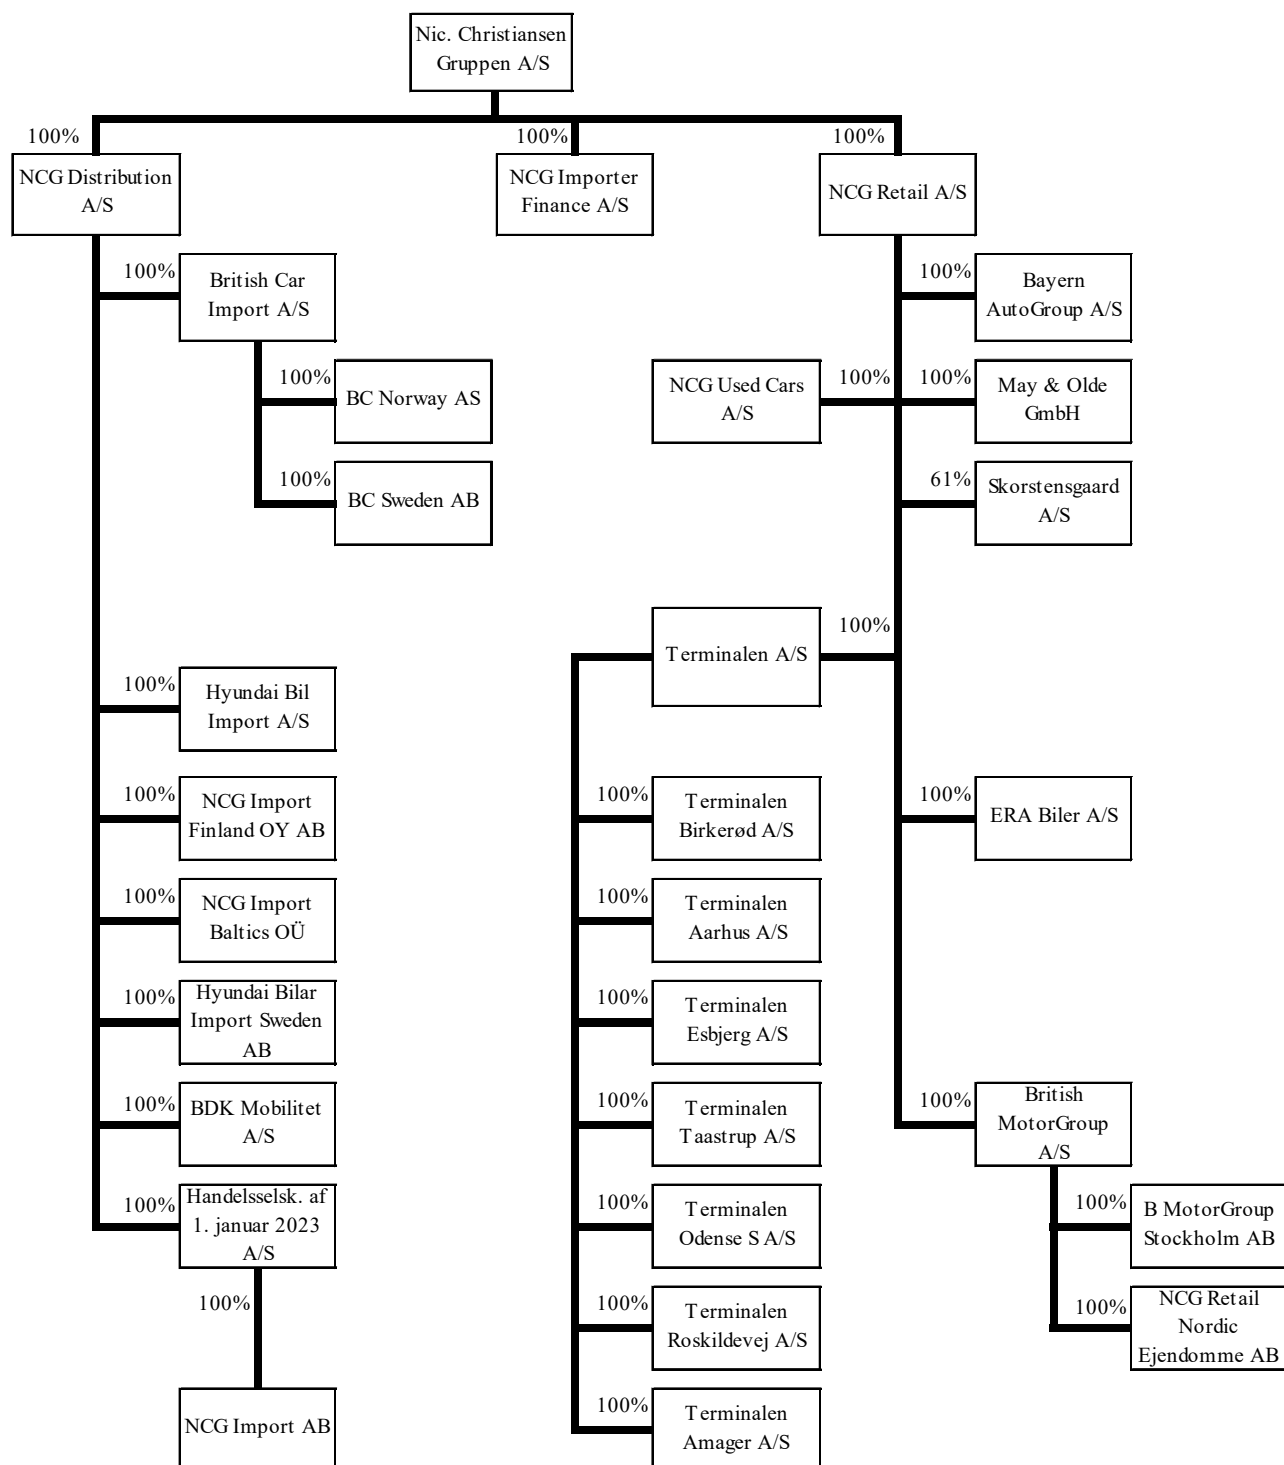 Nic. Christiansen
Gruppen A/S
100%
100%
100%
NCG Distribution
A/S
NCG Importer
Finance A/S
NCG Retail A/S
100%
British Car
Import A/S
100%
Bayern
AutoGroup A/S
100%
BC Norway AS
NCG Used Cars
A/S
100%
100%
May & Olde
GmbH
100%
BC Sweden AB
61%
Skorstensgaard
A/S
Terminalen A/S
100%
100%
Hyundai Bil
Import A/S
100%
NCG Import
Finland OY AB
100%
Terminalen
Birkerød A/S
100%
ERA Biler A/S
100%
NCG Import
Baltics OÜ
100%
Terminalen
Aarhus A/S
100%
Hyundai Bilar
Import Sweden
AB
100%
Terminalen
Esbjerg A/S
100%
BDK Mobilitet
A/S
100%
Terminalen
Taastrup A/S
100%
British
MotorGroup
A/S
100%
Handelsselsk. af
1. januar 2023
A/S
100%
Terminalen
Odense S A/S
100%
B MotorGroup
Stockholm AB
100%
100%
Terminalen
Roskildevej A/S
100%
NCG Retail
Nordic
Ejendomme AB
NCG Import AB
100%
Terminalen
Amager A/S